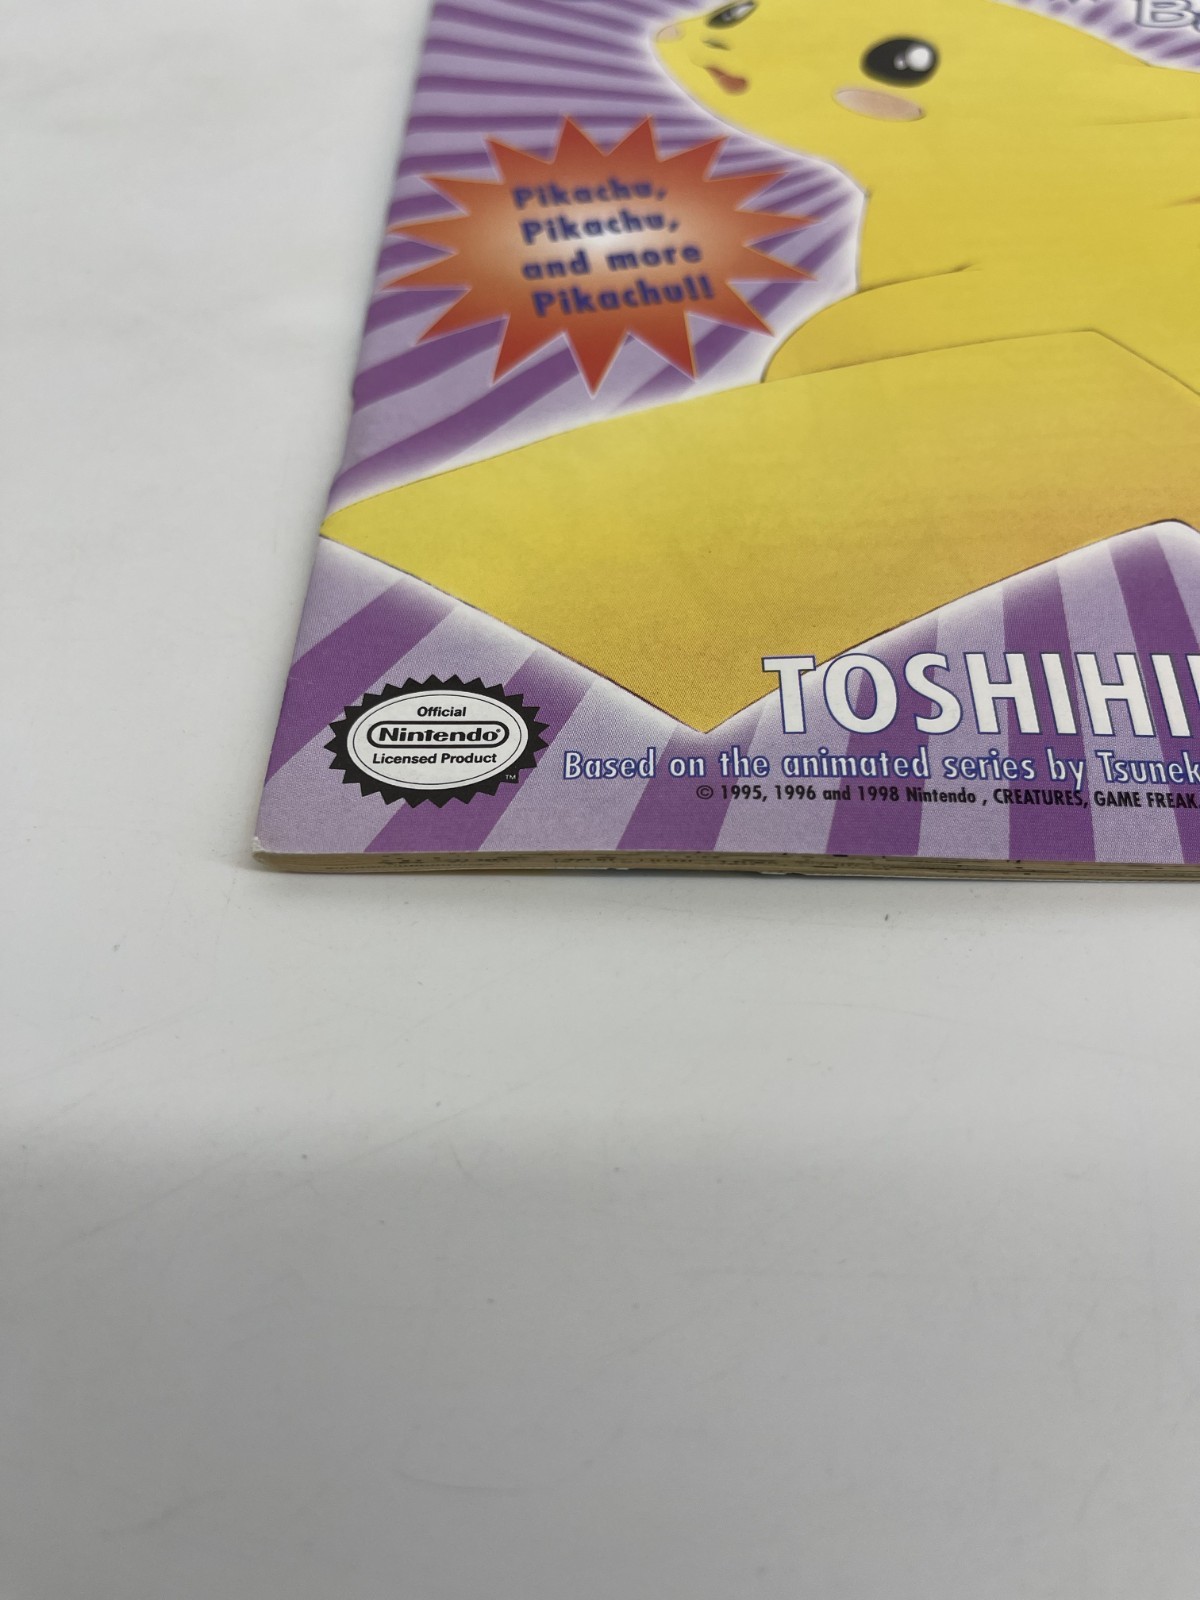 Pikachu,
Pikachu,
and more
Pikachu!!
TOSHIHI
Official
Nintendo®
Licensed Product
TM
Based on the animated series by Tsunek
© 1995, 1996 and 1998 Nintendo , CREATURES, GAME FREAK